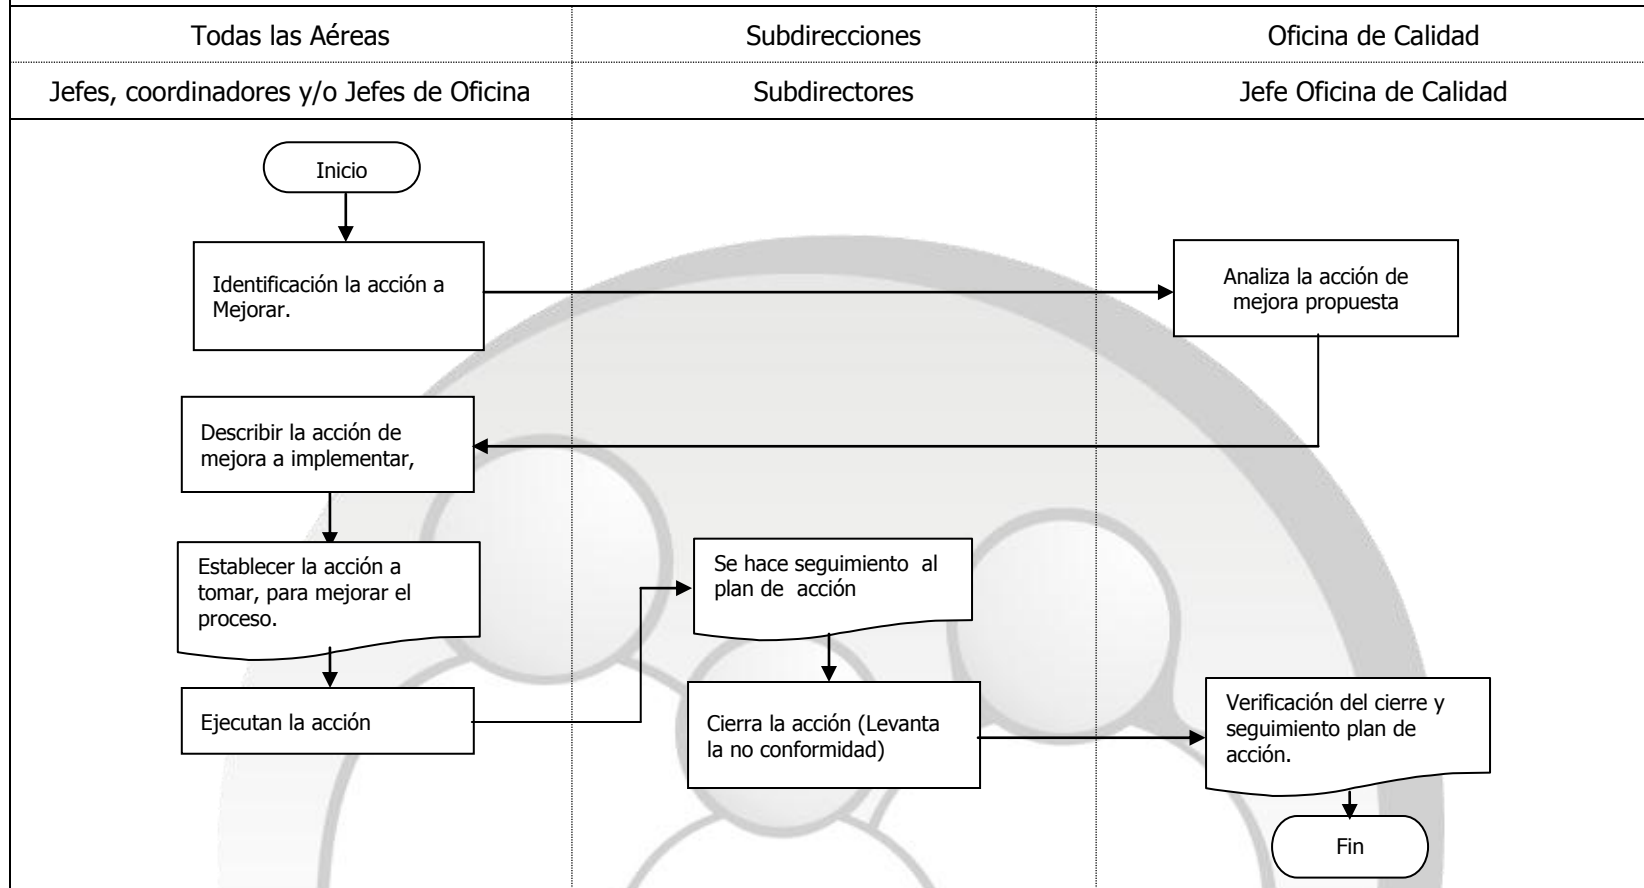 Todas las Aéreas
Subdirecciones
Oficina de Calidad
Jefes, coordinadores y/o Jefes de Oficina
Subdirectores
Jefe Oficina de Calidad
Inicio
Identificación la acción a
Mejorar.
Analiza la acción de
mejora propuesta
Describir la acción de
mejora a implementar,
Establecer la acción a
tomar, para mejorar el
proceso.
Ejecutan la acción
Se hace seguimiento al
plan de acción
Cierra la acción (Levanta
la no conformidad)
Verificación del cierre y
seguimiento plan de
acción.
Fin